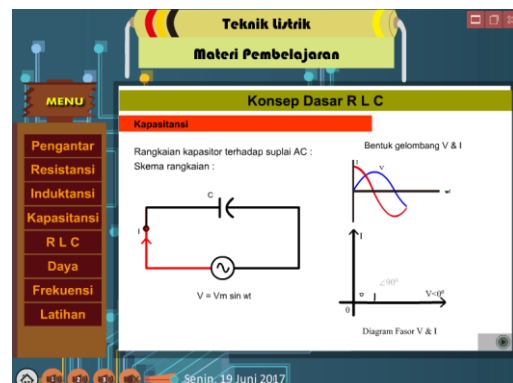 Teknik Listrik
Materi Pembelajaran
MENU
Pengantar
Resistansi
Induktansi
Kapasitansi
R L C
Daya
Frekuensi
Latihan
Konsep Dasar R L C
Kapasitansi
Rangkaian kapasitor terhadap suplai AC :
Skema rangkaian :
C
I
V = Vm sin wt
Bentuk gelombang V & I
I
V
wt
I
∠90°
V<0°
0
Diagram Fasor V & I
Senin, 19 Juni 2017